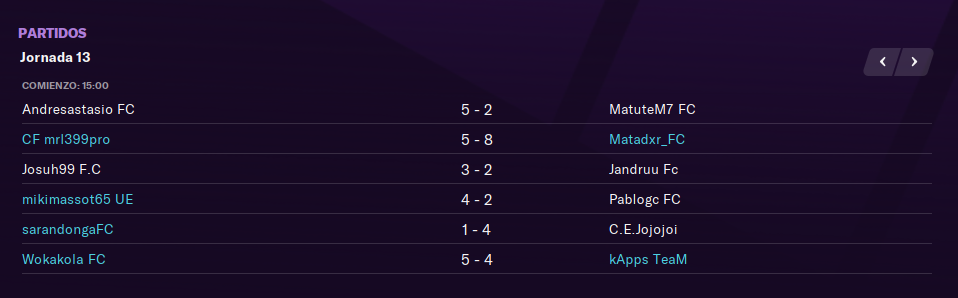 PARTIDOS
Jornada 13
COMIENZO: 15:00
Andresastasio FC 5 - 2 MatuteM7 FC
CF mrl399pro 5 - 8 Matadxr_FC
Josuh99 F.C 3 - 2 Jandruu Fc
mikimassot65 UE 4 - 2 Pablogc FC
sarandongaFC 1 - 4 C.E.Jojojoi
Wokakola FC 5 - 4 kApps TeaM